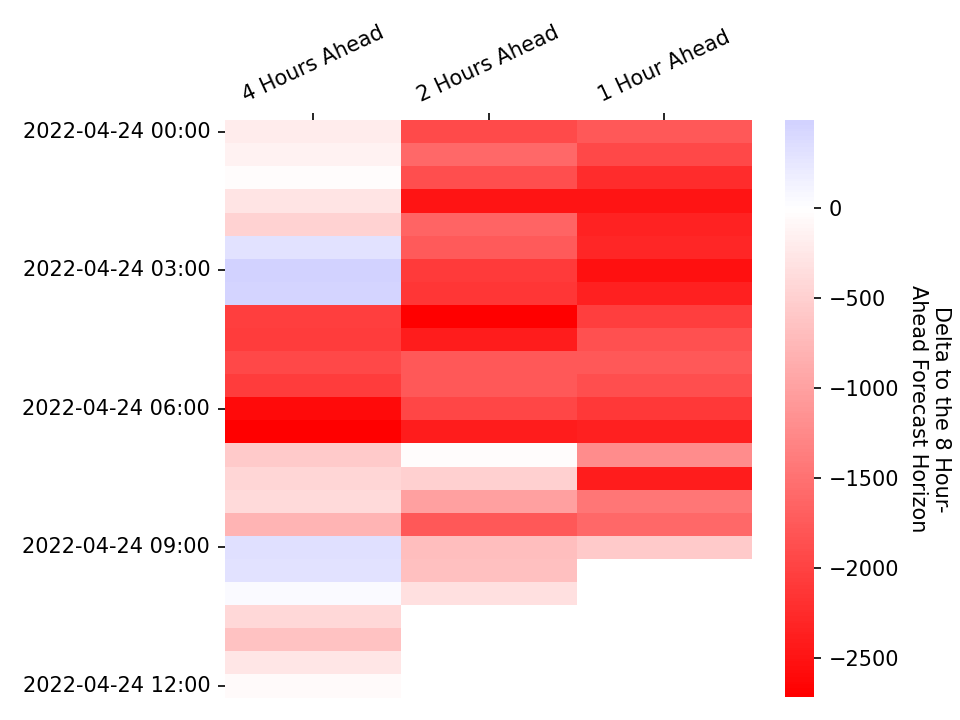 4 Hours Ahead
2 Hours Ahead
1 Hour Ahead
2022-04-24 00:00
2022-04-24 03:00
2022-04-24 06:00
2022-04-24 09:00
2022-04-24 12:00
0
−500
−1000
−1500
−2000
−2500
Delta to the 8 Hour-
Ahead Forecast Horizon